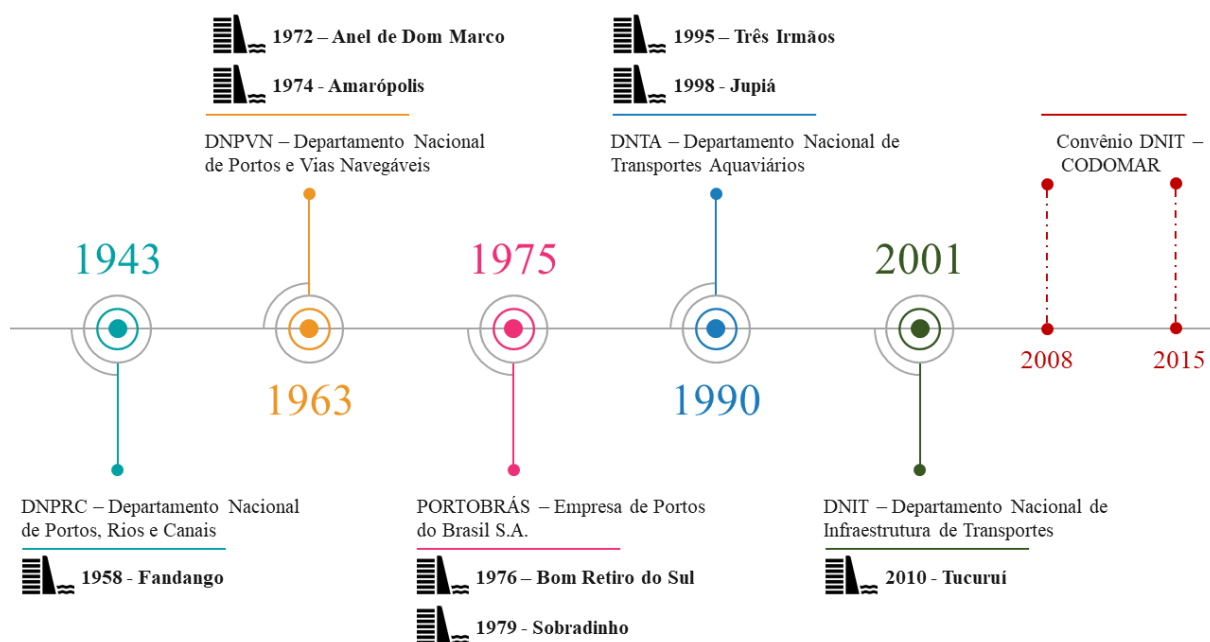 1972 – Anel de Dom Marco
1974 - Amarópolis
DNPVN – Departamento Nacional
de Portos e Vias Navegáveis
1995 – Três Irmãos
1998 - Jupiá
DNTA – Departamento Nacional de
Transportes Aquaviários
Convênio DNIT –
CODOMAR
1943
1975
2001
1963
1990
2008
2015
DNPRC – Departamento Nacional
de Portos, Rios e Canais
1958 - Fandango
PORTOBRÁS – Empresa de Portos
do Brasil S.A.
1976 – Bom Retiro do Sul
1979 - Sobradinho
DNIT – Departamento Nacional de
Infraestrutura de Transportes
2010 - Tucuruí